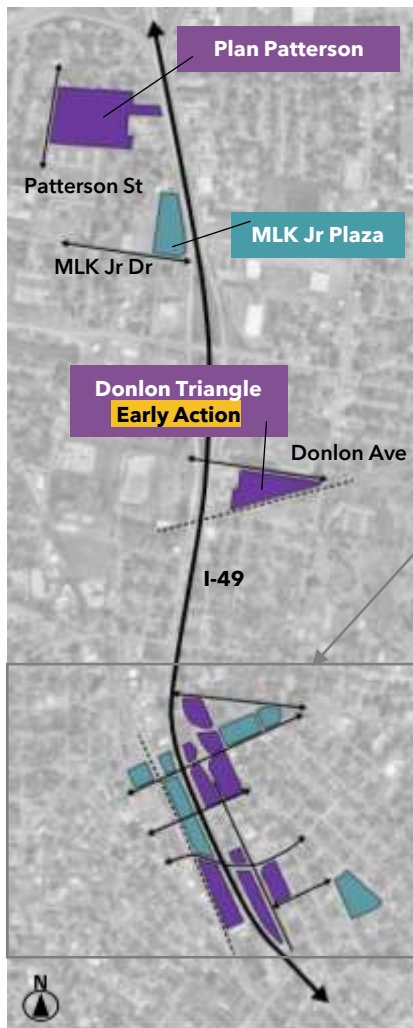 Plan Patterson
Patterson St
MLK Jr Plaza
MLK Jr Dr
Donlon Triangle
Early Action
Donlon Ave
I-49
N